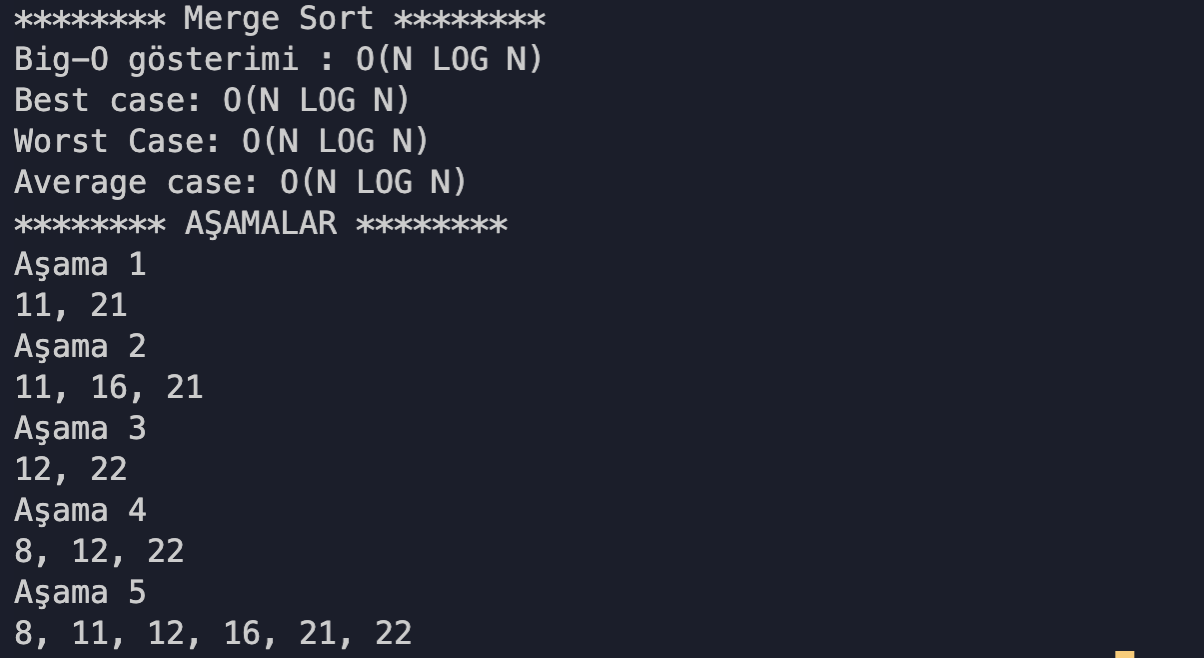 ******** Merge Sort ********
Big-O gösterimi : O(N LOG N)
Best case: O(N LOG N)
Worst Case: O(N LOG N)
Average case: O(N LOG N)
******** AŞAMALAR ********
Aşama 1
11, 21
Aşama 2
11, 16, 21
Aşama 3
12, 22
Aşama 4
8, 12, 22
Aşama 5
8, 11, 12, 16, 21, 22